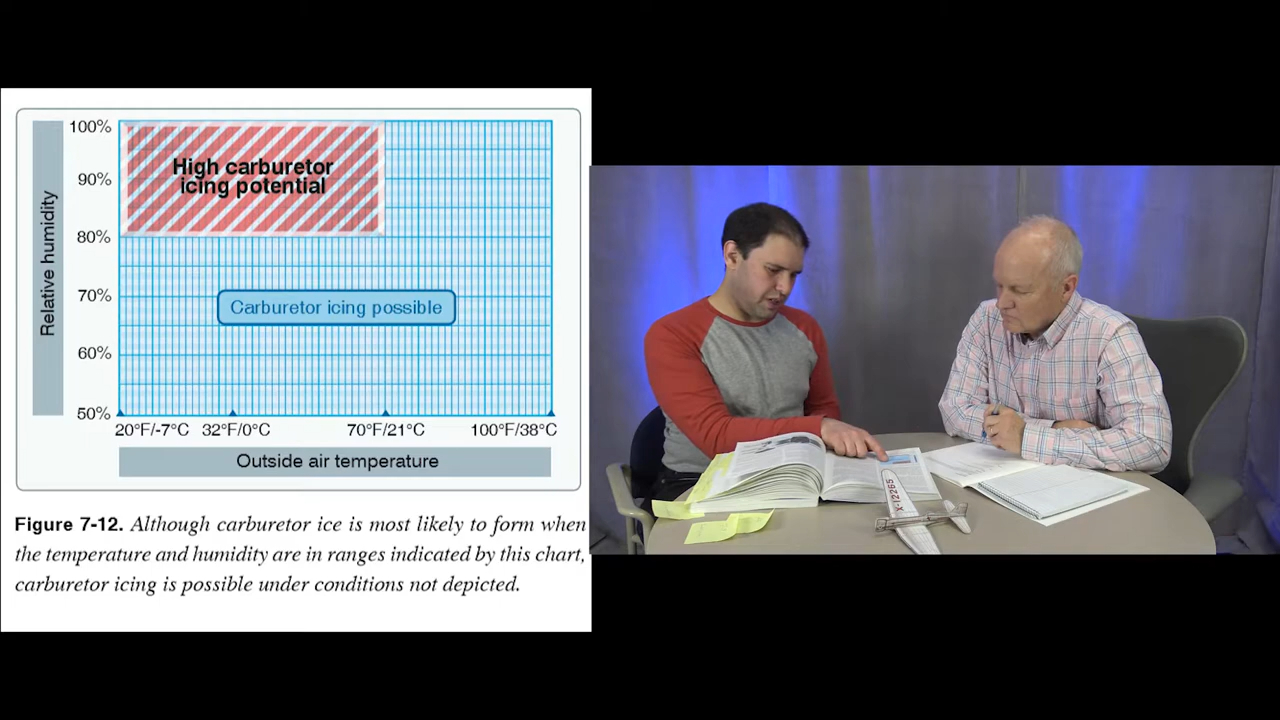 100%
90%
80%
70%
60%
50%
Relative humidity
High carburetor
icing potential
Carburetor icing possible
20°F/-7°C 32°F/0°C 70°F/21°C 100°F/38°C
Outside air temperature
Figure 7-12. Although carburetor ice is most likely to form when
the temperature and humidity are in ranges indicated by this chart,
carburetor icing is possible under conditions not depicted.
X-12265